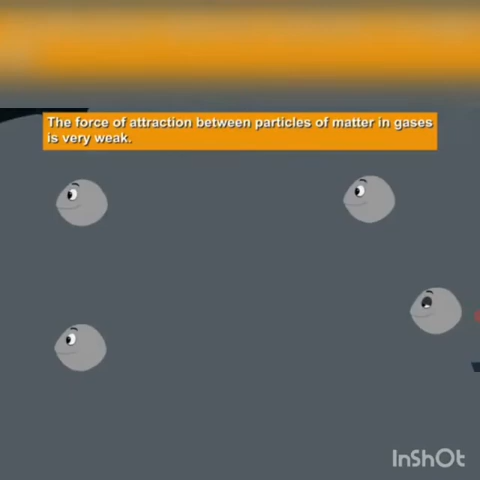 The force of attraction between particles of matter in gases
is very weak.
InShOt